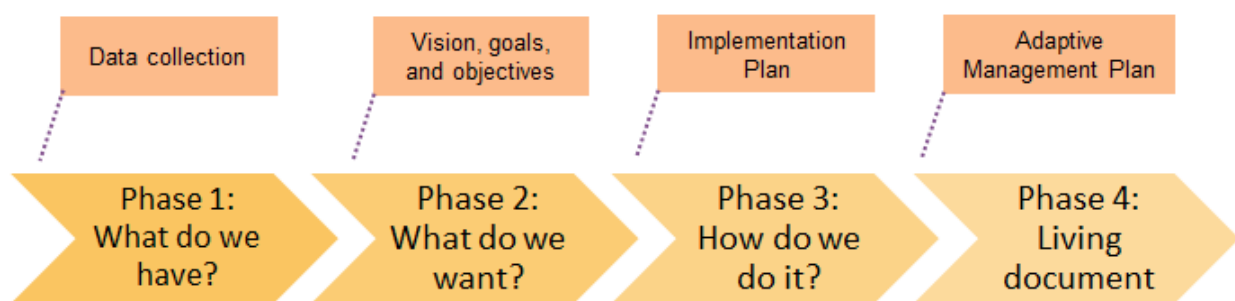 Data collection
Vision, goals,
and objectives
Implementation
Plan
Adaptive
Management Plan
Phase 1:
What do we
have?
Phase 2:
What do we
want?
Phase 3:
How do we
do it?
Phase 4:
Living
document